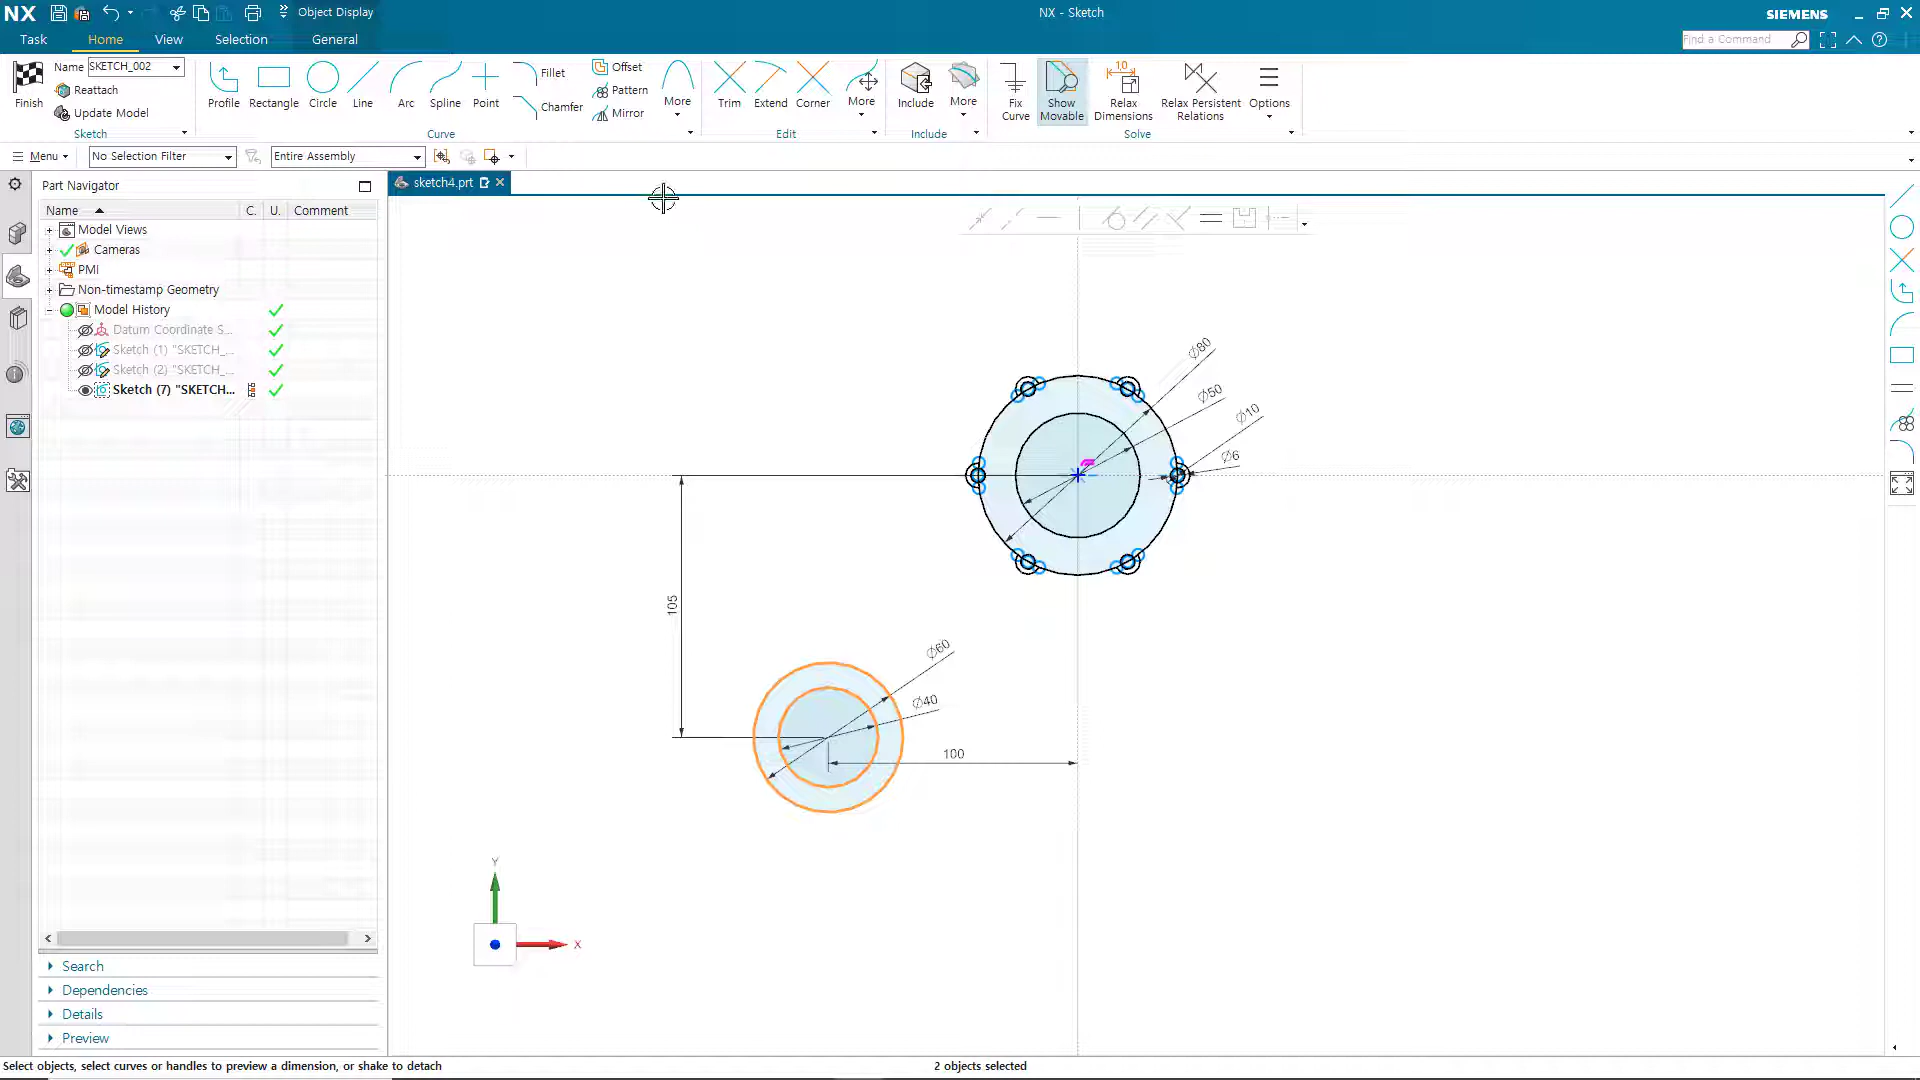 NX
Object Display
NX - Sketch
SIEMENS
Task
Home
View
Selection
General
Find a Command
Finish
Name
SKETCH_002
Reattach
Update Model
Sketch
Profile
Rectangle
Circle
Line
Arc
Spline
Point
Fillet
Chamfer
Offset
Pattern
Mirror
More
Curve
Trim
Extend
Corner
More
Edit
Include
More
Include
Fix
Curve
Show
Movable
1,0
Relax
Dimensions
Relax Persistent
Relations
Options
Solve
Menu
No Selection Filter
Entire Assembly
Part Navigator
sketch4.prt
Name
C.
U.
Comment
Model Views
Cameras
PMI
Non-timestamp Geometry
Model History
Datum Coordinate S...
Sketch (1) "SKETCH_...
Sketch (2) "SKETCH_...
Sketch (7) "SKETCH...
Ø80
Ø50
Ø10
Ø6
105
Ø60
Ø40
100
Y
X
Search
Dependencies
Details
Preview
Select objects, select curves or handles to preview a dimension, or shake to detach
2 objects selected